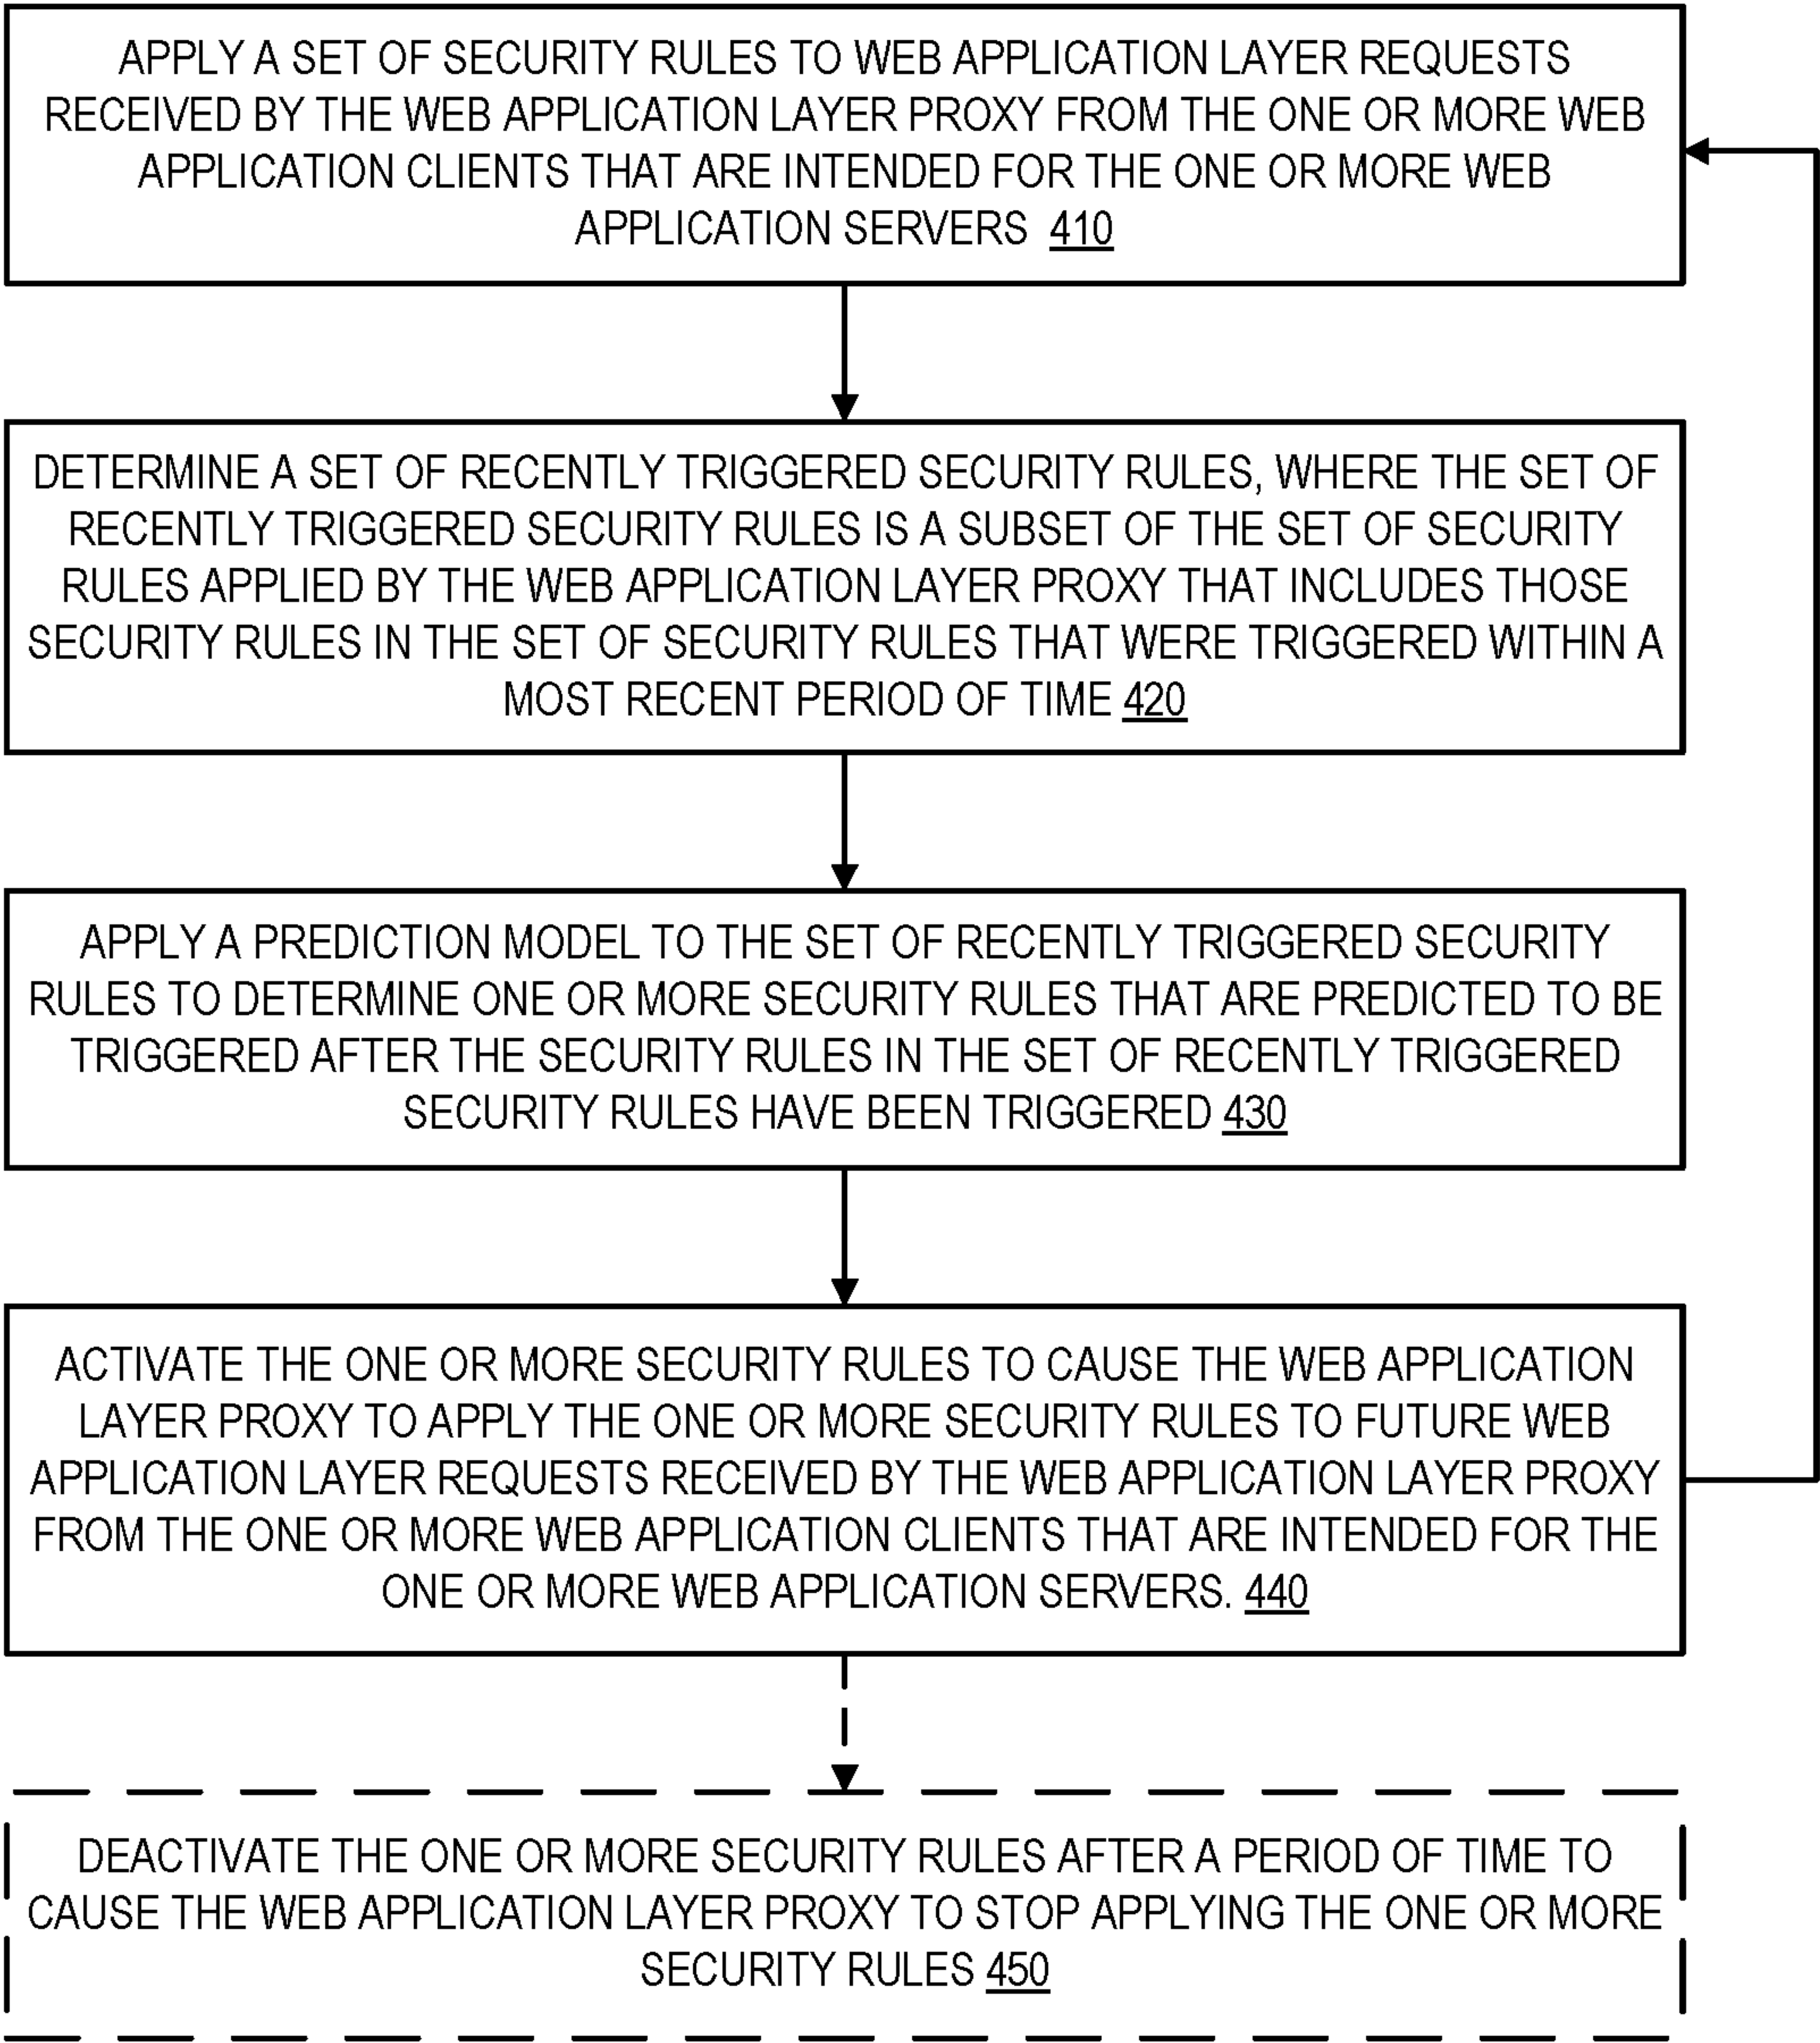 APPLY A SET OF SECURITY RULES TO WEB APPLICATION LAYER REQUESTS
RECEIVED BY THE WEB APPLICATION LAYER PROXY FROM THE ONE OR MORE WEB
APPLICATION CLIENTS THAT ARE INTENDED FOR THE ONE OR MORE WEB
APPLICATION SERVERS 410
DETERMINE A SET OF RECENTLY TRIGGERED SECURITY RULES, WHERE THE SET OF
RECENTLY TRIGGERED SECURITY RULES IS A SUBSET OF THE SET OF SECURITY
RULES APPLIED BY THE WEB APPLICATION LAYER PROXY THAT INCLUDES THOSE
SECURITY RULES IN THE SET OF SECURITY RULES THAT WERE TRIGGERED WITHIN A
MOST RECENT PERIOD OF TIME 420
APPLY A PREDICTION MODEL TO THE SET OF RECENTLY TRIGGERED SECURITY
RULES TO DETERMINE ONE OR MORE SECURITY RULES THAT ARE PREDICTED TO BE
TRIGGERED AFTER THE SECURITY RULES IN THE SET OF RECENTLY TRIGGERED
SECURITY RULES HAVE BEEN TRIGGERED 430
ACTIVATE THE ONE OR MORE SECURITY RULES TO CAUSE THE WEB APPLICATION
LAYER PROXY TO APPLY THE ONE OR MORE SECURITY RULES TO FUTURE WEB
APPLICATION LAYER REQUESTS RECEIVED BY THE WEB APPLICATION LAYER PROXY
FROM THE ONE OR MORE WEB APPLICATION CLIENTS THAT ARE INTENDED FOR THE
ONE OR MORE WEB APPLICATION SERVERS. 440
DEACTIVATE THE ONE OR MORE SECURITY RULES AFTER A PERIOD OF TIME TO
CAUSE THE WEB APPLICATION LAYER PROXY TO STOP APPLYING THE ONE OR MORE
SECURITY RULES 450